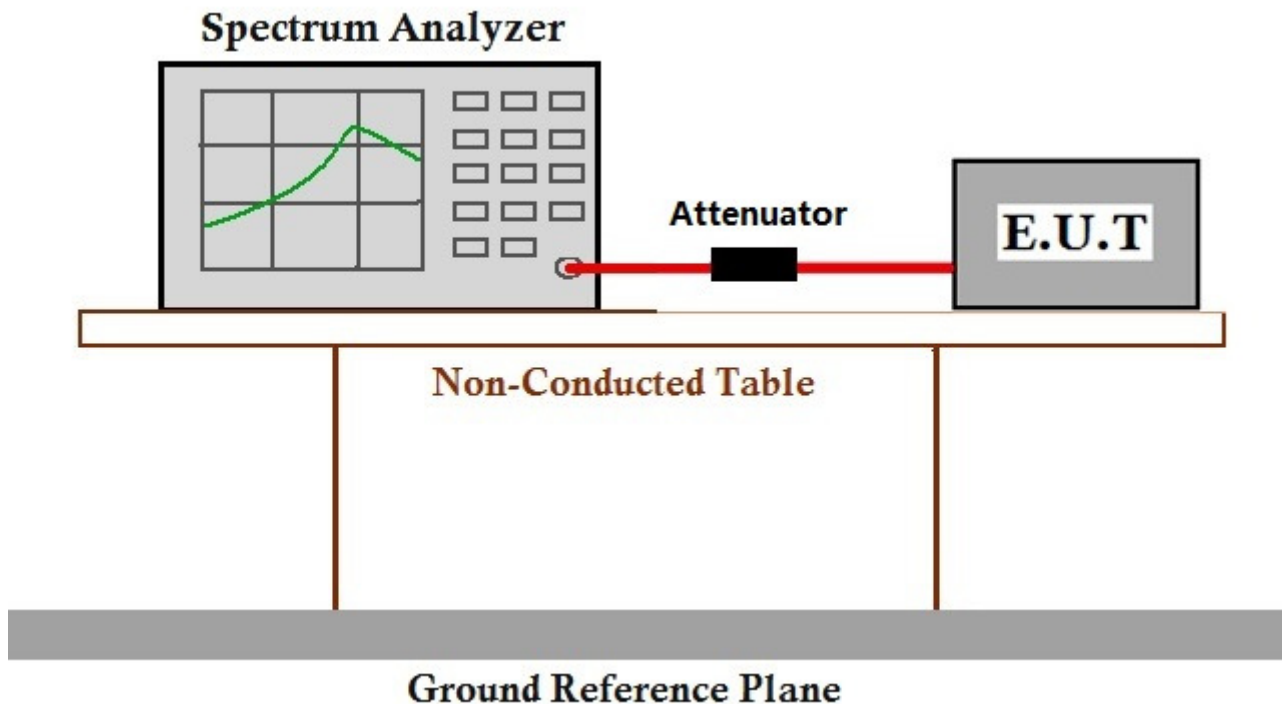 Spectrum Analyzer
Attenuator
E.U.T
Non-Conducted Table
Ground Reference Plane